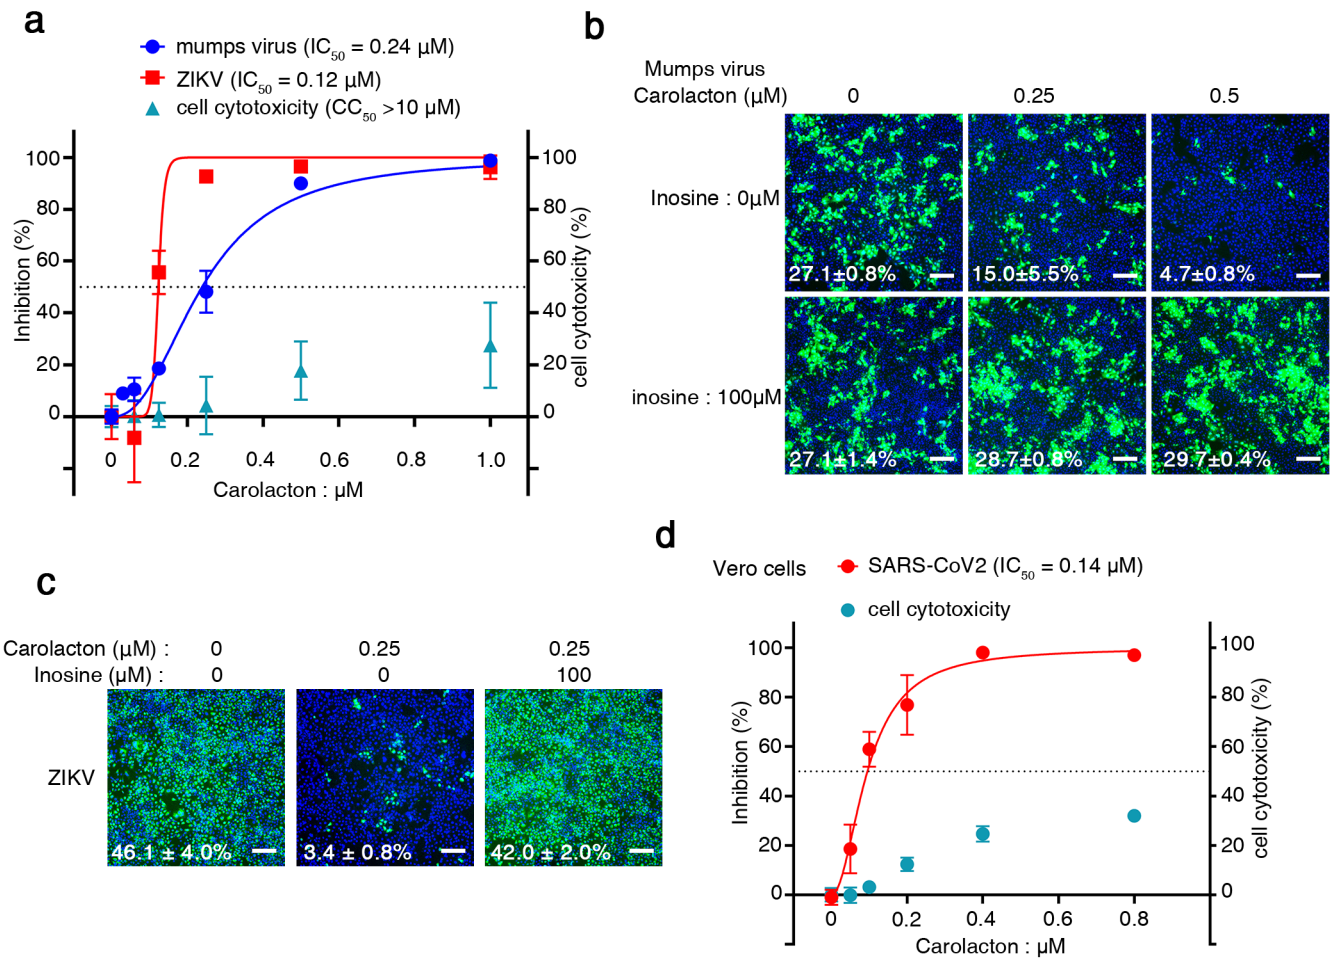 a
mumps virus (IC50 = 0.24 µM)
ZIKV (IC50 = 0.12 µM)
cell cytotoxicity (CC50 >10 µM)
100
80
60
40
20
0
Inhibition (%)
100
80
60
40
20
0
cell cytotoxicity (%)
0 0.2 0.4 0.6 0.8 1.0
Carolacton : µM
b
Mumps virus
Carolacton (µM) 0 0.25 0.5
Inosine : 0µM
27.1±0.8% 15.0±5.5% 4.7±0.8%
inosine : 100µM
27.1±1.4% 28.7±0.8% 29.7±0.4%
c
Carolacton (µM) : 0 0.25 0.25
Inosine (µM) : 0 0 100
ZIKV
46.1 ± 4.0% 3.4 ± 0.8% 42.0 ± 2.0%
d
Vero cells
SARS-CoV2 (IC50 = 0.14 µM)
cell cytotoxicity
100
80
60
40
20
0
Inhibition (%)
100
80
60
40
20
0
cell cytotoxicity (%)
0 0.2 0.4 0.6 0.8
Carolacton : µM